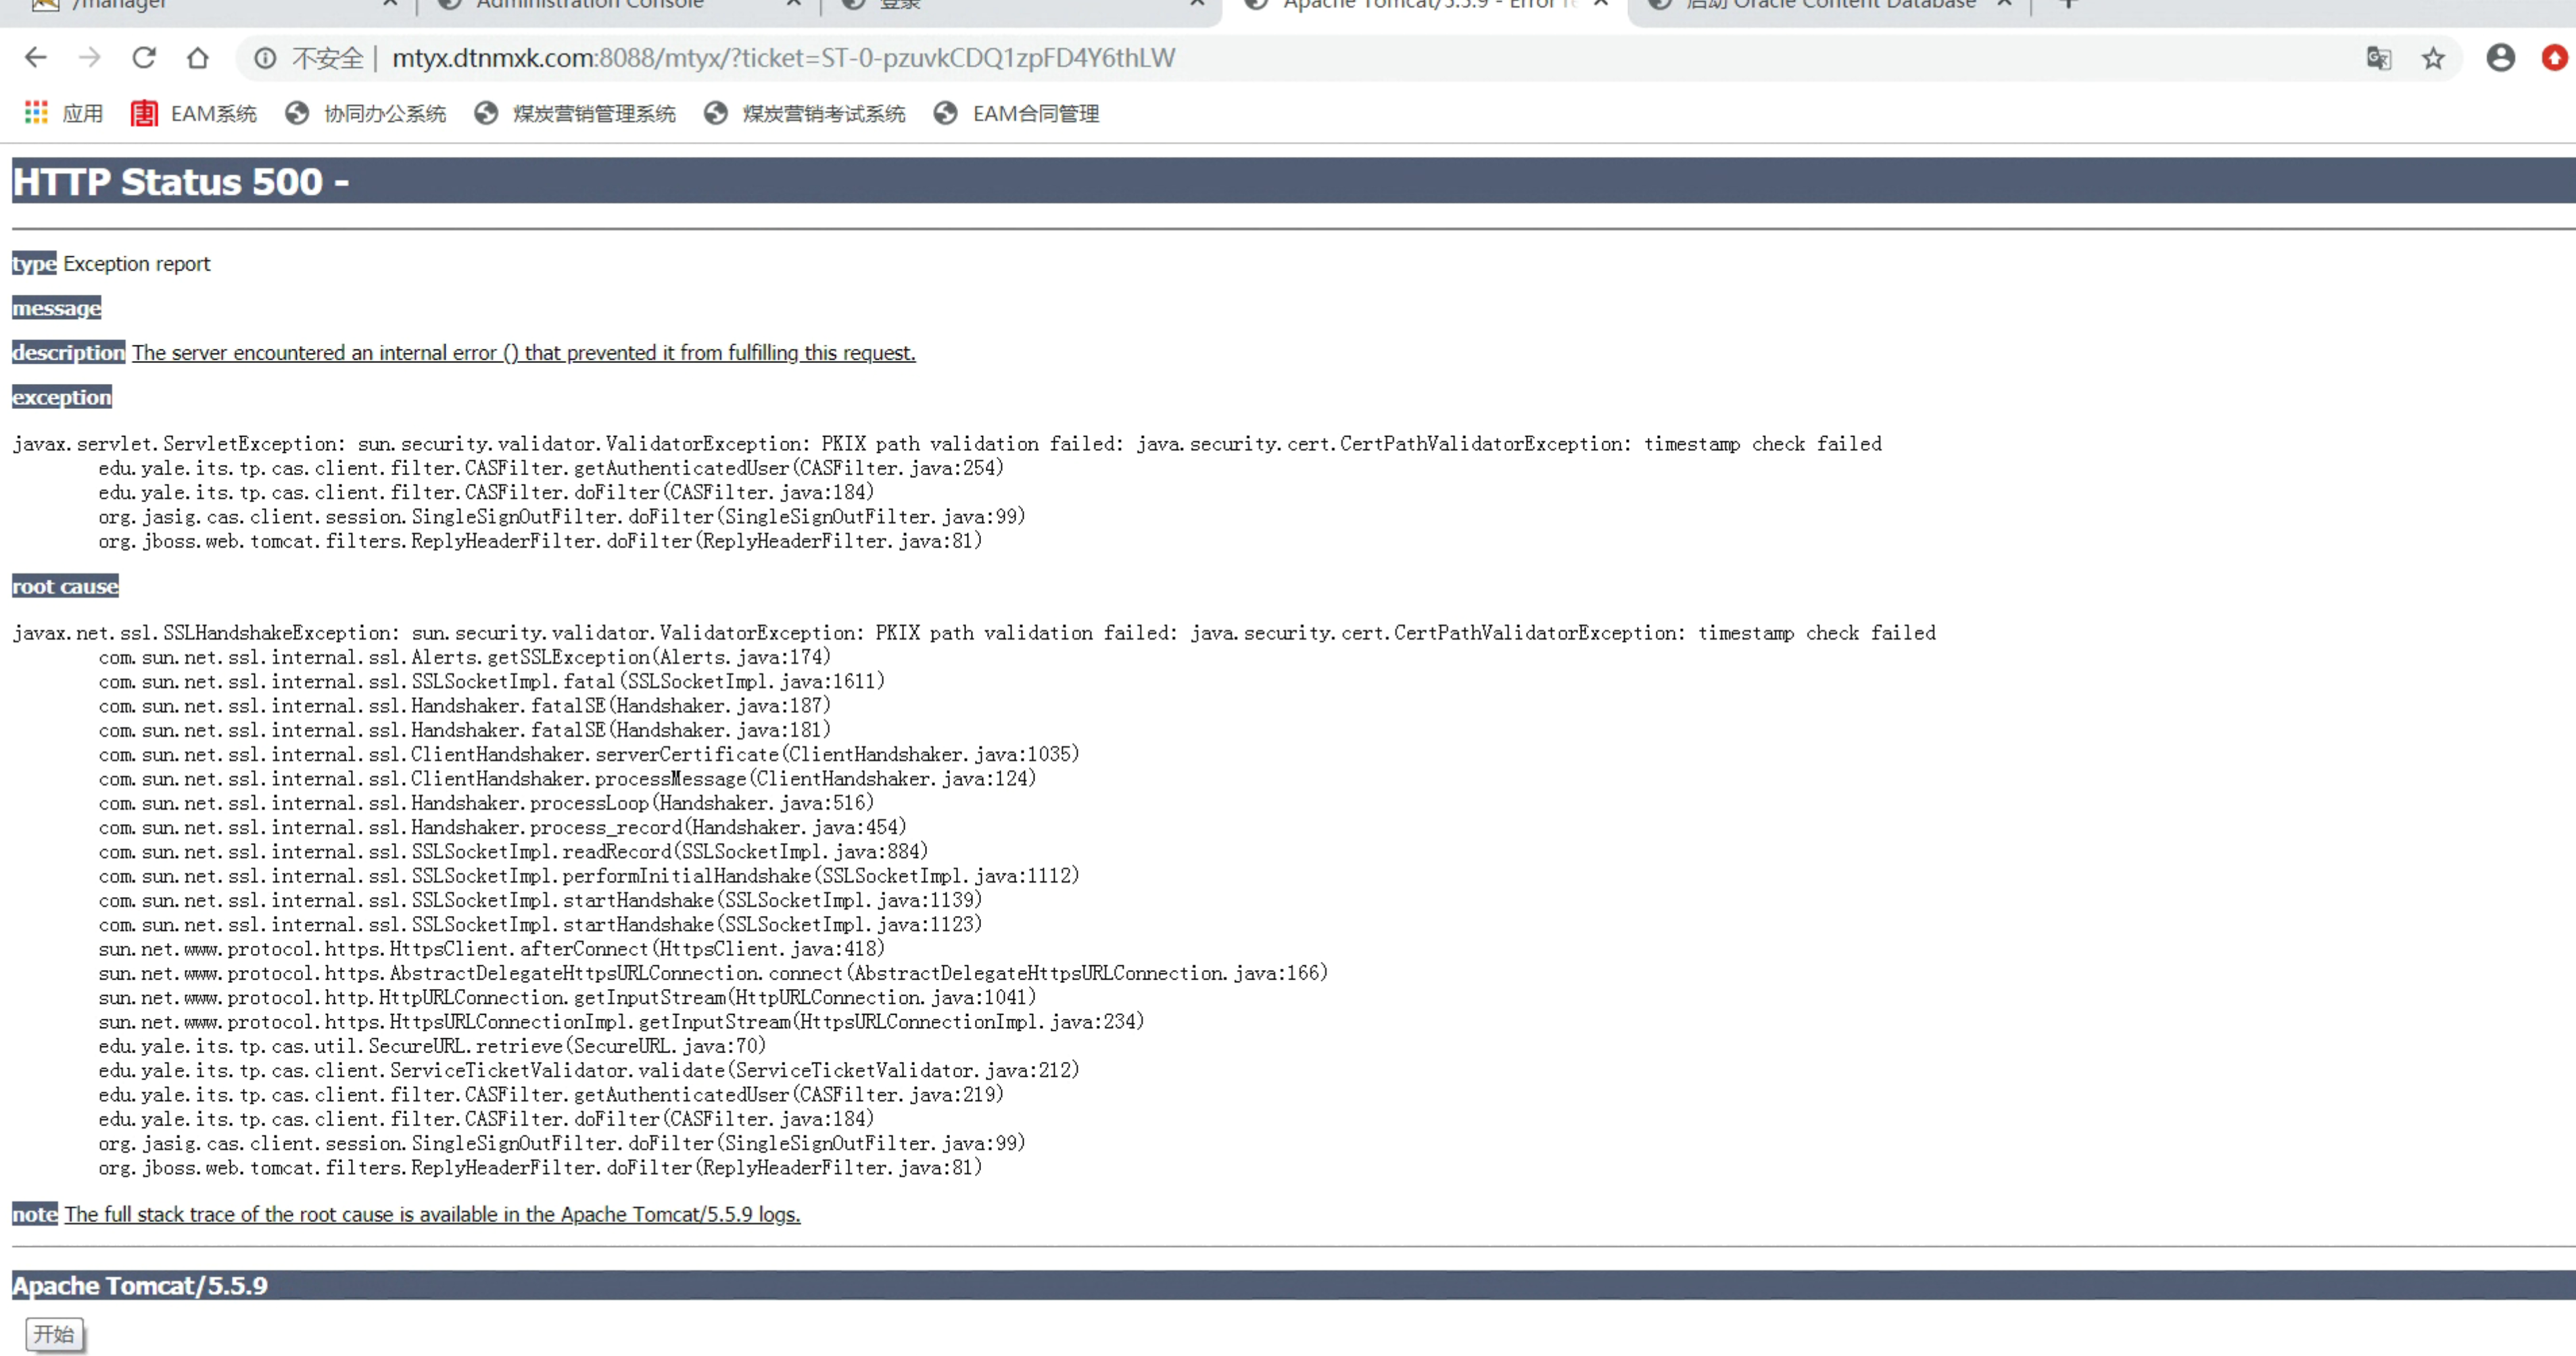 /manager
Administration Console
登录
Apache Tomcat/5.5.9 - Error re
启动 Oracle Content Database
不安全 | mtyx.dtnmxk.com:8088/mtyx/?ticket=ST-0-pzuvkCDQ1zpFD4Y6thLW
应用 EAM系统 协同办公系统 煤炭营销管理系统 煤炭营销考试系统 EAM合同管理
HTTP Status 500 -
type Exception report
message
description The server encountered an internal error () that prevented it from fulfilling this request.
exception
javax.servlet.ServletException: sun.security.validator.ValidatorException: PKIX path validation failed: java.security.cert.CertPathValidatorException: timestamp check failed
edu.yale.its.tp.cas.client.filter.CASFilter.getAuthenticatedUser(CASFilter.java:254)
edu.yale.its.tp.cas.client.filter.CASFilter.doFilter(CASFilter.java:184)
org.jasig.cas.client.session.SingleSignOutFilter.doFilter(SingleSignOutFilter.java:99)
org.jboss.web.tomcat.filters.ReplyHeaderFilter.doFilter(ReplyHeaderFilter.java:81)
root cause
javax.net.ssl.SSLHandshakeException: sun.security.validator.ValidatorException: PKIX path validation failed: java.security.cert.CertPathValidatorException: timestamp check failed
com.sun.net.ssl.internal.ssl.Alerts.getSSLException(Alerts.java:174)
com.sun.net.ssl.internal.ssl.SSLSocketImpl.fatal(SSLSocketImpl.java:1611)
com.sun.net.ssl.internal.ssl.Handshaker.fatalSE(Handshaker.java:187)
com.sun.net.ssl.internal.ssl.Handshaker.fatalSE(Handshaker.java:181)
com.sun.net.ssl.internal.ssl.ClientHandshaker.serverCertificate(ClientHandshaker.java:1035)
com.sun.net.ssl.internal.ssl.ClientHandshaker.processMessage(ClientHandshaker.java:124)
com.sun.net.ssl.internal.ssl.Handshaker.processLoop(Handshaker.java:516)
com.sun.net.ssl.internal.ssl.Handshaker.process_record(Handshaker.java:454)
com.sun.net.ssl.internal.ssl.SSLSocketImpl.readRecord(SSLSocketImpl.java:884)
com.sun.net.ssl.internal.ssl.SSLSocketImpl.performInitialHandshake(SSLSocketImpl.java:1112)
com.sun.net.ssl.internal.ssl.SSLSocketImpl.startHandshake(SSLSocketImpl.java:1139)
com.sun.net.ssl.internal.ssl.SSLSocketImpl.startHandshake(SSLSocketImpl.java:1123)
sun.net.www.protocol.https.HttpsClient.afterConnect(HttpsClient.java:418)
sun.net.www.protocol.https.AbstractDelegateHttpsURLConnection.connect(AbstractDelegateHttpsURLConnection.java:166)
sun.net.www.protocol.http.HttpURLConnection.getInputStream(HttpURLConnection.java:1041)
sun.net.www.protocol.https.HttpsURLConnectionImpl.getInputStream(HttpsURLConnectionImpl.java:234)
edu.yale.its.tp.cas.util.SecureURL.retrieve(SecureURL.java:70)
edu.yale.its.tp.cas.client.ServiceTicketValidator.validate(ServiceTicketValidator.java:212)
edu.yale.its.tp.cas.client.filter.CASFilter.getAuthenticatedUser(CASFilter.java:219)
edu.yale.its.tp.cas.client.filter.CASFilter.doFilter(CASFilter.java:184)
org.jasig.cas.client.session.SingleSignOutFilter.doFilter(SingleSignOutFilter.java:99)
org.jboss.web.tomcat.filters.ReplyHeaderFilter.doFilter(ReplyHeaderFilter.java:81)
note The full stack trace of the root cause is available in the Apache Tomcat/5.5.9 logs.
Apache Tomcat/5.5.9
开始